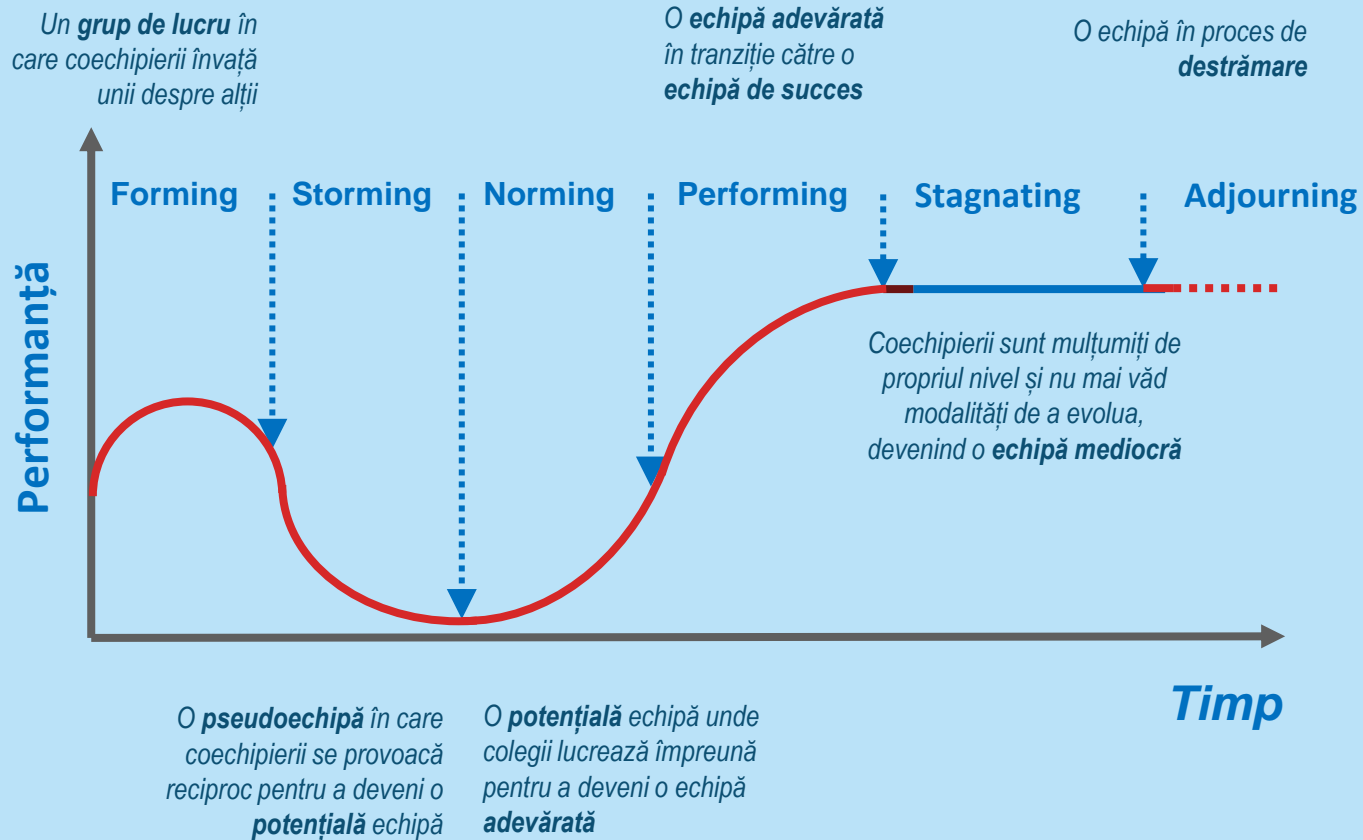 Un grup de lucru în
care coechipierii învață
unii despre alții
O echipă adevărată
în tranziție către o
echipă de succes
O echipă în proces de
destrămare
Forming
Storming
Norming
Performing
Stagnating
Adjourning
Performanță
Coechipierii sunt mulțumiți de
propriul nivel și nu mai văd
modalități de a evolua,
devenind o echipă mediocră
Timp
O pseudoechipă în care
coechipierii se provoacă
reciproc pentru a deveni o
potențială echipă
O potențială echipă unde
colegii lucrează împreună
pentru a deveni o echipă
adevărată